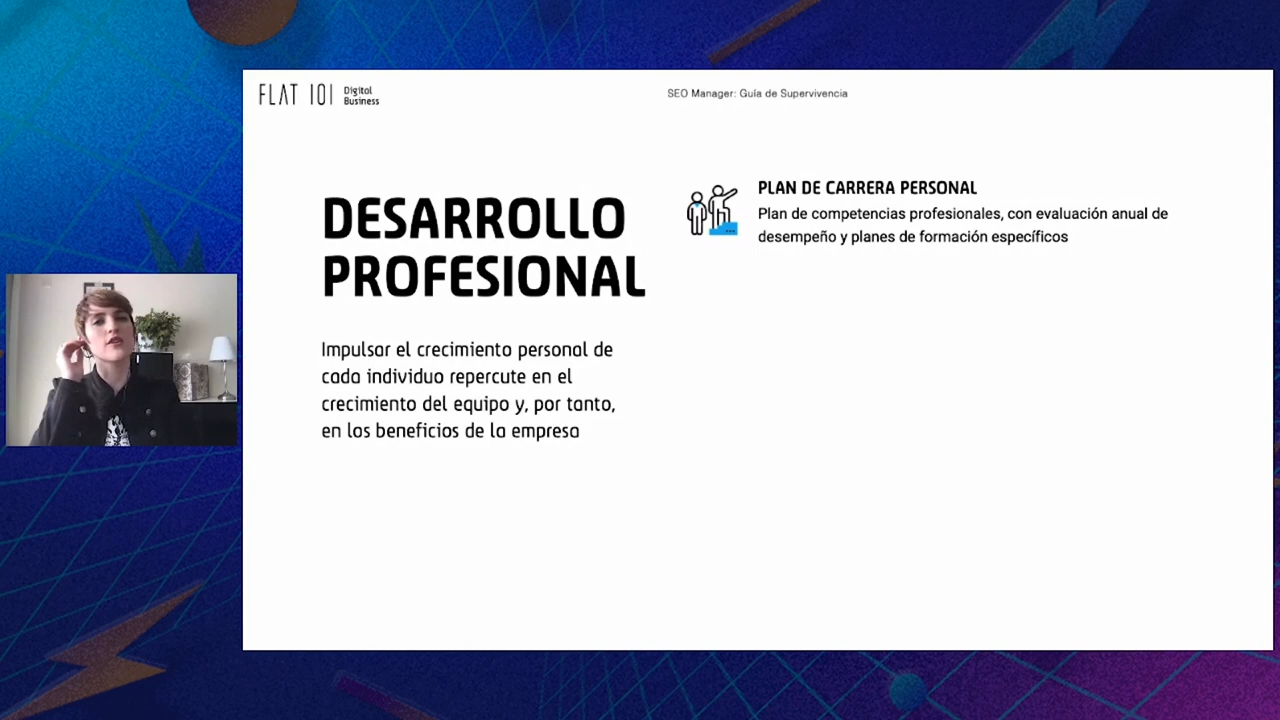 FLAT 101 Digital Business
SEO Manager: Guía de Supervivencia
DESARROLLO
PROFESIONAL
Impulsar el crecimiento personal de
cada individuo repercute en el
crecimiento del equipo y, por tanto,
en los beneficios de la empresa
PLAN DE CARRERA PERSONAL
Plan de competencias profesionales, con evaluación anual de
desempeño y planes de formación específicos